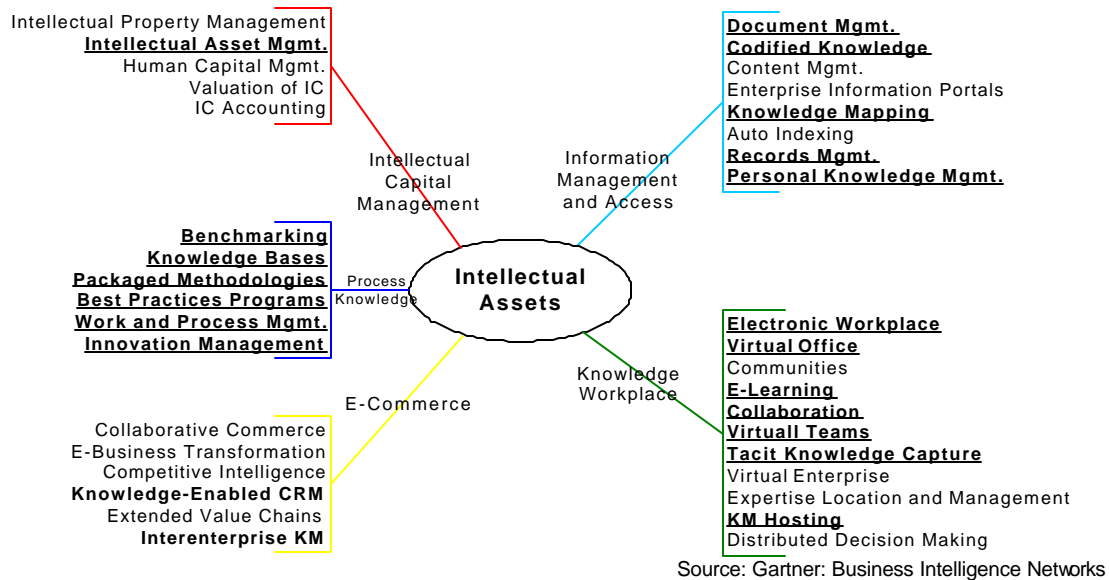 Intellectual Property Management
Intellectual Asset Mgmt.
Human Capital Mgmt.
Valuation of IC
IC Accounting
Document Mgmt.
Codified Knowledge
Content Mgmt.
Enterprise Information Portals
Knowledge Mapping
Auto Indexing
Records Mgmt.
Personal Knowledge Mgmt.
Intellectual
Capital
Management
Information
Management
and Access
Benchmarking
Knowledge Bases
Packaged Methodologies
Best Practices Programs
Work and Process Mgmt.
Innovation Management
Process
Knowledge
Intellectual
Assets
Electronic Workplace
Virtual Office
Communities
E-Learning
Collaboration
Virtuall Teams
Tacit Knowledge Capture
Virtual Enterprise
Expertise Location and Management
KM Hosting
Distributed Decision Making
Knowledge
Workplace
E-Commerce
Collaborative Commerce
E-Business Transformation
Competitive Intelligence
Knowledge-Enabled CRM
Extended Value Chains
Interenterprise KM
Source: Gartner: Business Intelligence Networks